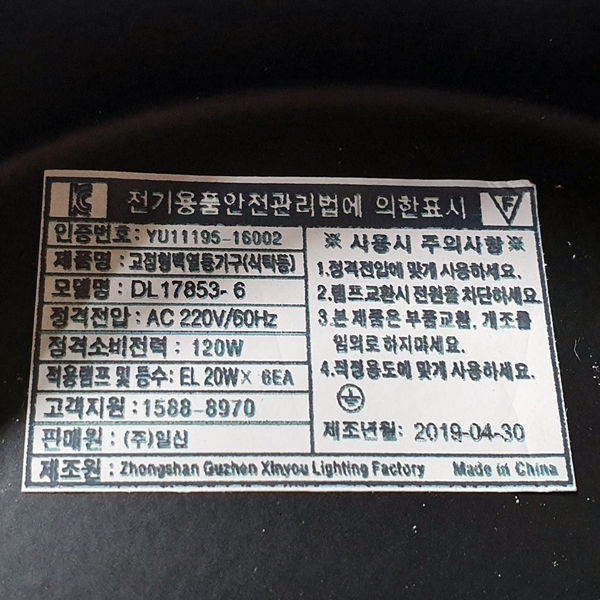 전기용품안전관리법에 의한표시
F
인증번호: YU11195-16002
제품명 : 고정형백열등기구(식탁등)
모델명 : DL17853-6
정격전압 : AC 220V/60Hz
정격소비전력 : 120W
적용램프 및 등수: EL 20W× 6EA
고객지원 : 1588-8970
판매원 : (주)일신
※ 사용시 주의사항 ※
1.정격전압에 맞게 사용하세요.
2.램프교환시 전원을 차단하세요.
3.본 제품은 부품교환, 개조를
임의로 하지마세요.
4.적정용도에 맞게 사용하세요.
제조년월: 2019-04-30
제조원 : Zhongshan Guzhen Xinyou Lighting Factory Made in China